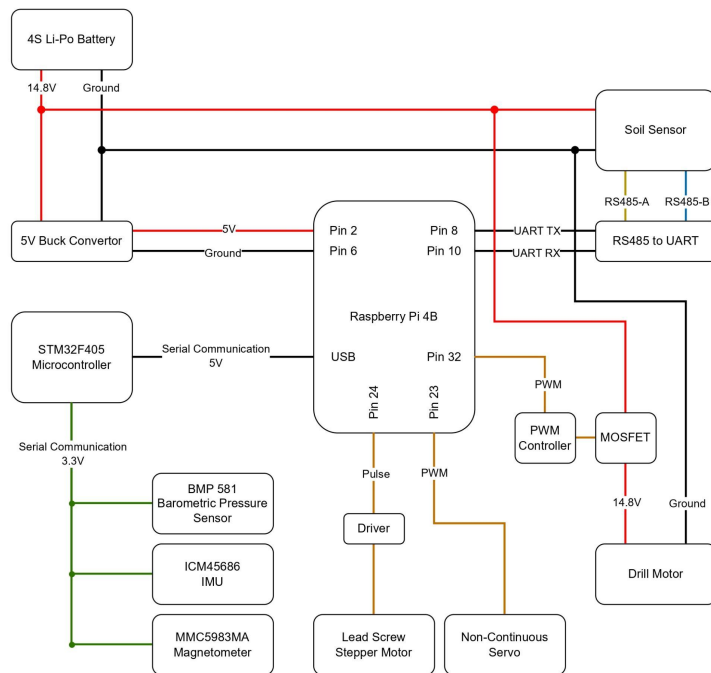 4S Li-Po Battery
14.8V
Ground
Soil Sensor
RS485-A
RS485-B
5V Buck Convertor
5V
Ground
Pin 2
Pin 6
Pin 8
Pin 10
UART TX
UART RX
RS485 to UART
Raspberry Pi 4B
STM32F405
Microcontroller
Serial Communication
5V
USB
Pin 32
Pin 24
Pin 23
PWM
PWM
Controller
MOSFET
Serial Communication
3.3V
Pulse
PWM
BMP 581
Barometric Pressure
Sensor
Driver
14.8V
Ground
ICM45686
IMU
Drill Motor
MMC5983MA
Magnetometer
Lead Screw
Stepper Motor
Non-Continuous
Servo